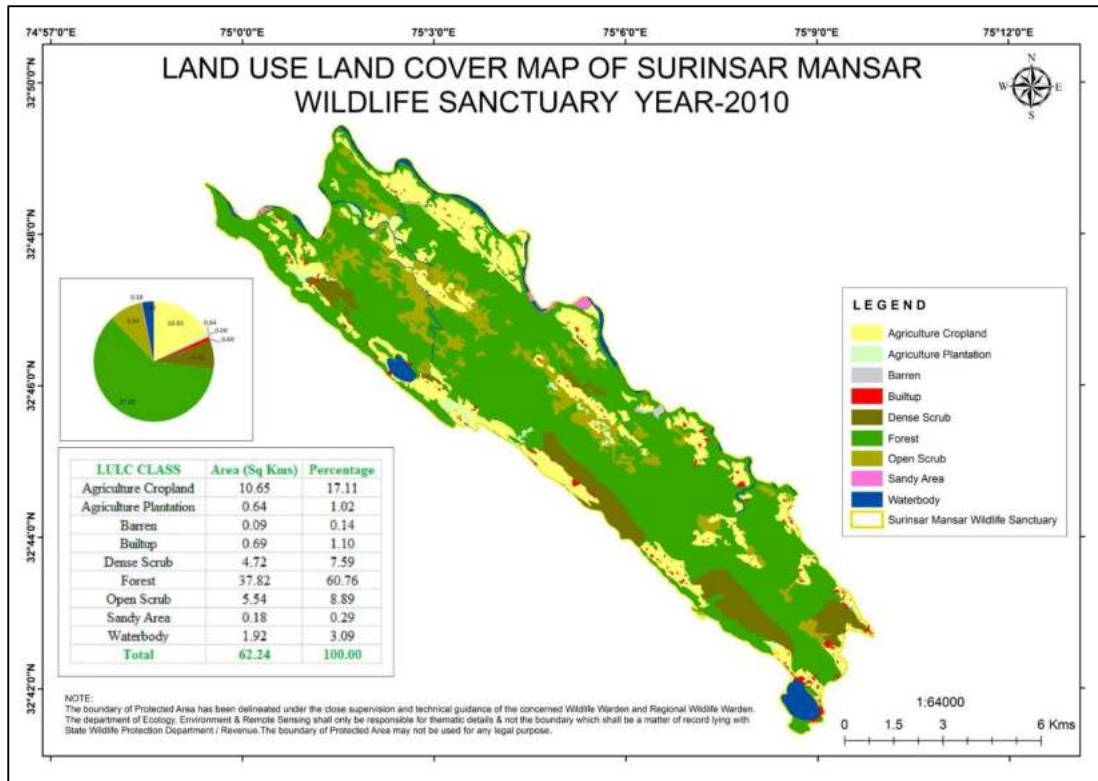 74°57'0"E 75°0'0"E 75°3'0"E 75°6'0"E 75°9'0"E 75°12'0"E
LAND USE LAND COVER MAP OF SURINSAR MANSAR
WILDLIFE SANCTUARY YEAR-2010
N
W E
S
32°50'0"N
32°48'0"N
32°46'0"N
32°44'0"N
32°42'0"N
0.18
0.64
0.09
0.69
LEGEND
Agriculture Cropland
Agriculture Plantation
Barren
Builtup
Dense Scrub
Forest
Open Scrub
Sandy Area
Waterbody
Surinsar Mansar Wildlife Sanctuary
LULC CLASS Area (Sq Kms) Percentage
Agriculture Cropland 10.65 17.11
Agriculture Plantation 0.64 1.02
Barren 0.09 0.14
Builtup 0.69 1.10
Dense Scrub 4.72 7.59
Forest 37.82 60.76
Open Scrub 5.54 8.89
Sandy Area 0.18 0.29
Waterbody 1.92 3.09
Total 62.24 100.00
NOTE:
The boundary of Protected Area has been delineated under the close supervision and technical guidance of the concerned Wildlife Warden and Regional Wildlife Warden.
The department of Ecology, Environment & Remote Sensing shall only be responsible for thematic details & not the boundary which shall be a matter of record lying with
State Wildlife Protection Department / Revenue.The boundary of Protected Area may not be used for any legal purpose.
1:64000
0 1.5 3 6 Kms